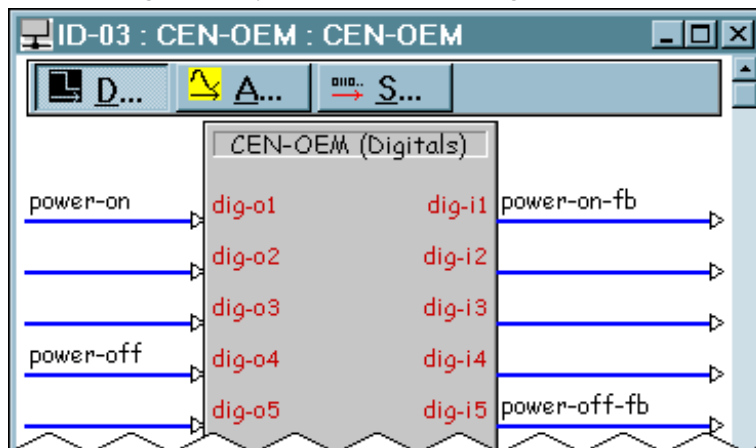 ID-03 : CEN-OEM : CEN-OEM
D... A... S...
CEN-OEM (Digitals)
power-on dig-o1 dig-i1 power-on-fb
dig-o2 dig-i2
dig-o3 dig-i3
power-off dig-o4 dig-i4
dig-o5 dig-i5 power-off-fb